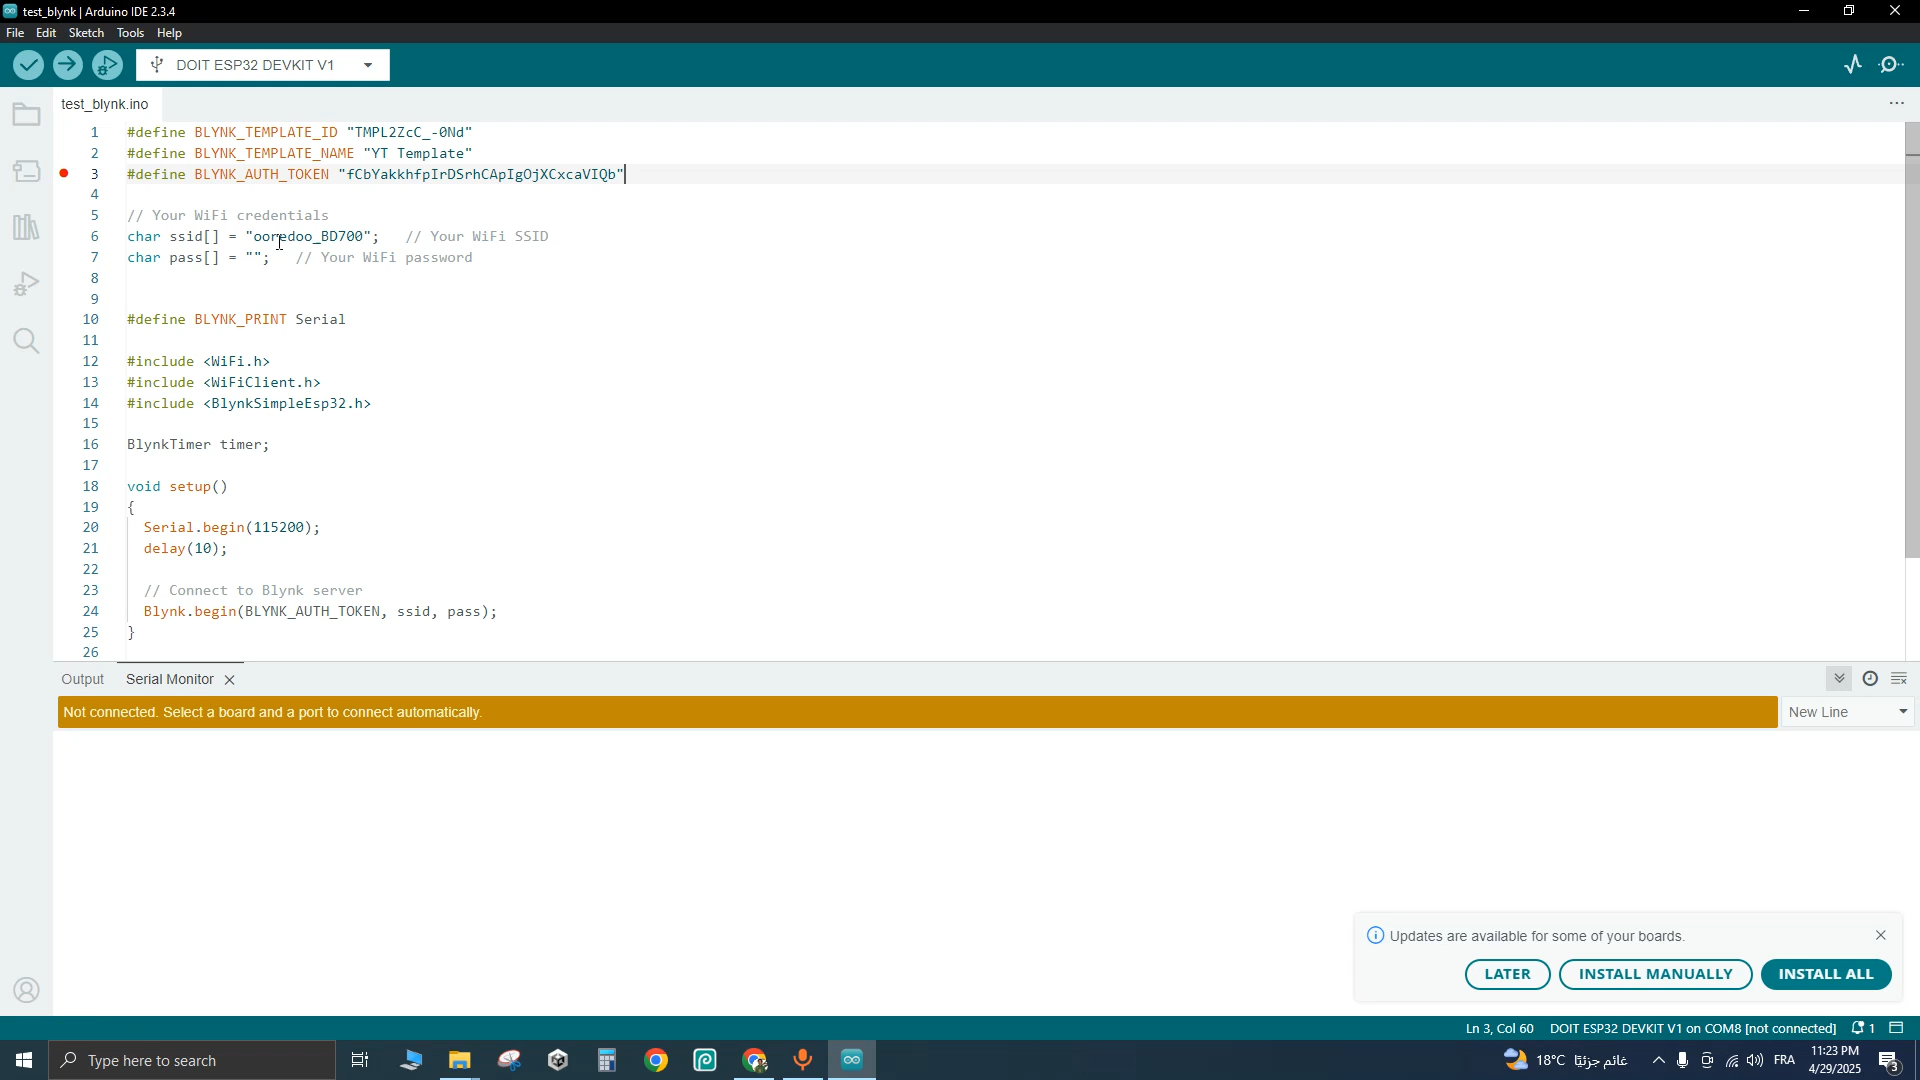 test_blynk | Arduino IDE 2.3.4
File Edit Sketch Tools Help
DOIT ESP32 DEVKIT V1
test_blynk.ino
1 #define BLYNK_TEMPLATE_ID "TMPL2ZcC_-0Nd"
2 #define BLYNK_TEMPLATE_NAME "YT Template"
3 #define BLYNK_AUTH_TOKEN "fCbYakkhfpIrDSrhCApIgOjXCxcaVIQb"
4
5 // Your WiFi credentials
6 char ssid[] = "ooredoo_BD700"; // Your WiFi SSID
7 char pass[] = ""; // Your WiFi password
8
9
10 #define BLYNK_PRINT Serial
11
12 #include <WiFi.h>
13 #include <WiFiClient.h>
14 #include <BlynkSimpleEsp32.h>
15
16 BlynkTimer timer;
17
18 void setup()
19 {
20 Serial.begin(115200);
21 delay(10);
22
23 // Connect to Blynk server
24 Blynk.begin(BLYNK_AUTH_TOKEN, ssid, pass);
25 }
26
Output Serial Monitor
Not connected. Select a board and a port to connect automatically.
New Line
Updates are available for some of your boards.
LATER INSTALL MANUALLY INSTALL ALL
Ln 3, Col 60 DOIT ESP32 DEVKIT V1 on COM8 [not connected] 1
Type here to search
18°C غائم جزئيًا
FRA
11:23 PM
4/29/2025
3